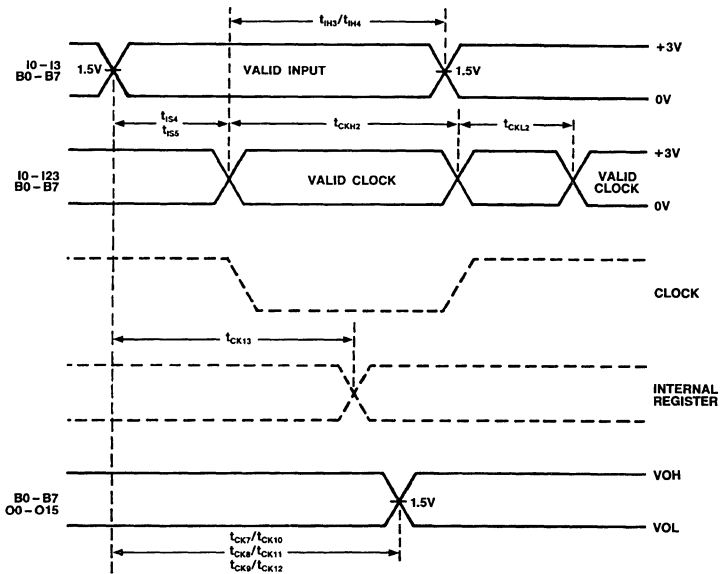 tIH3/tIH4
I0–I3
B0–B7
1.5V
VALID INPUT
1.5V
+3V
0V
tIS4
tIS5
tCKH2
tCKL2
I0–I23
B0–B7
VALID CLOCK
+3V
VALID
CLOCK
0V
CLOCK
tCK13
INTERNAL
REGISTER
B0–B7
O0–O15
1.5V
VOH
VOL
tCK7/tCK10
tCK8/tCK11
tCK9/tCK12